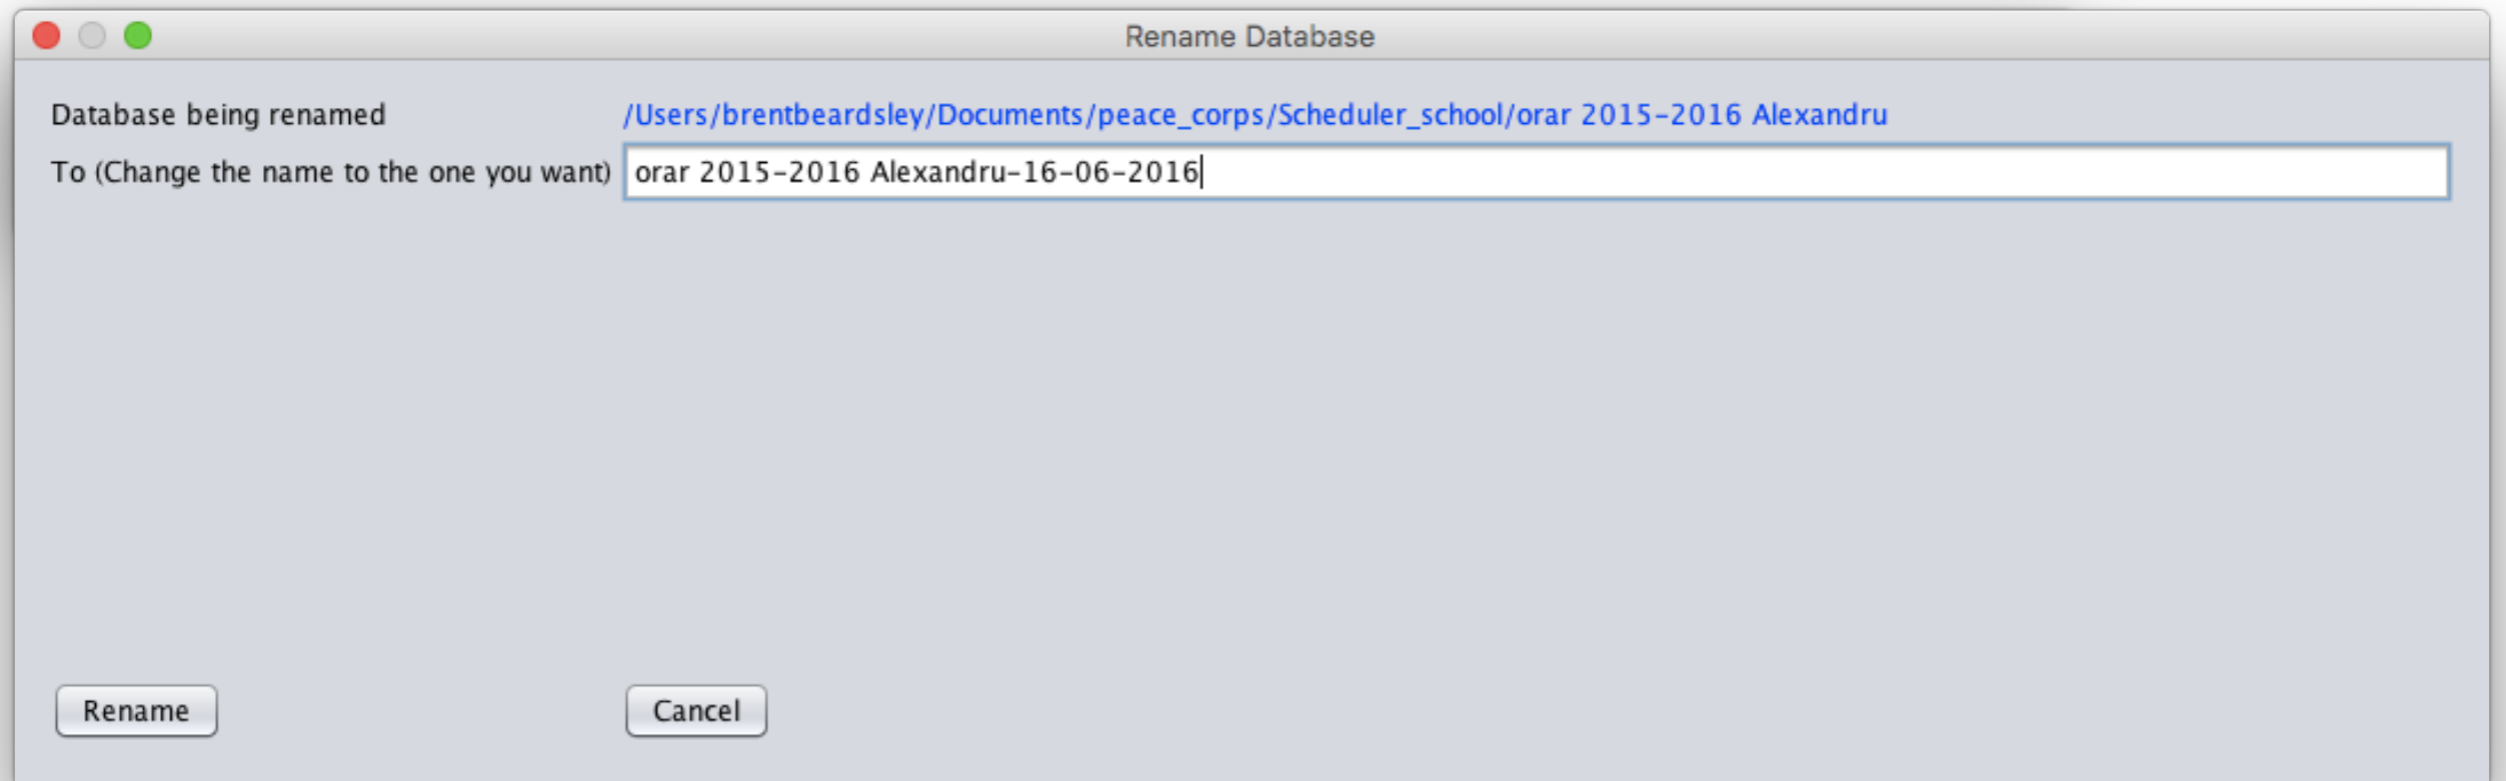 Rename Database
Database being renamed /Users/brentbeardsley/Documents/peace_corps/Scheduler_school/orar 2015-2016 Alexandru
To (Change the name to the one you want) orar 2015-2016 Alexandru-16-06-2016
Rename Cancel